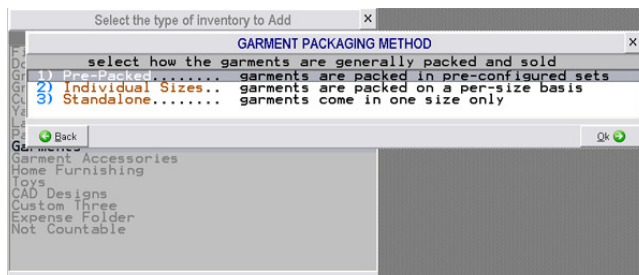 Select the type of inventory to Add
GARMENT PACKAGING METHOD
select how the garments are generally packed and sold
1) Pre-Packed........ garments are packed in pre-configured sets
2) Individual Sizes.. garments are packed on a per-size basis
3) Standalone........ garments come in one size only
Back
Ok
Garment Accessories
Home Furnishing
Toys
CAD Designs
Custom Three
Expense Folder
Not Countable